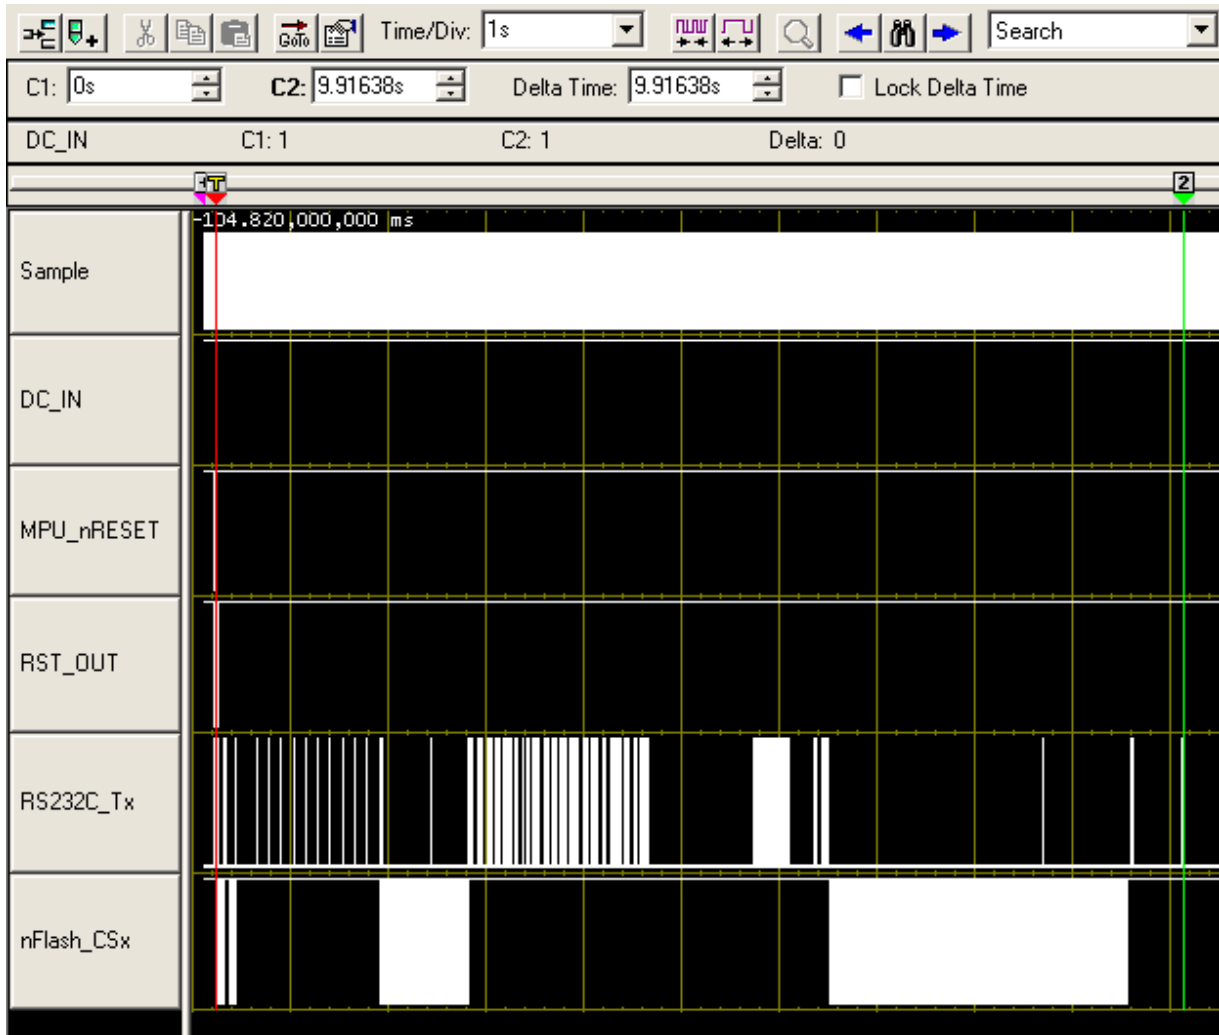 GoTo Time/Div: 1s Search
C1: 0s C2: 9.91638s Delta Time: 9.91638s Lock Delta Time
DC_IN C1: 1 C2: 1 Delta: 0
T 2
-104.820,000,000 ms
Sample
DC_IN
MPU_nRESET
RST_OUT
RS232C_Tx
nFlash_CSx